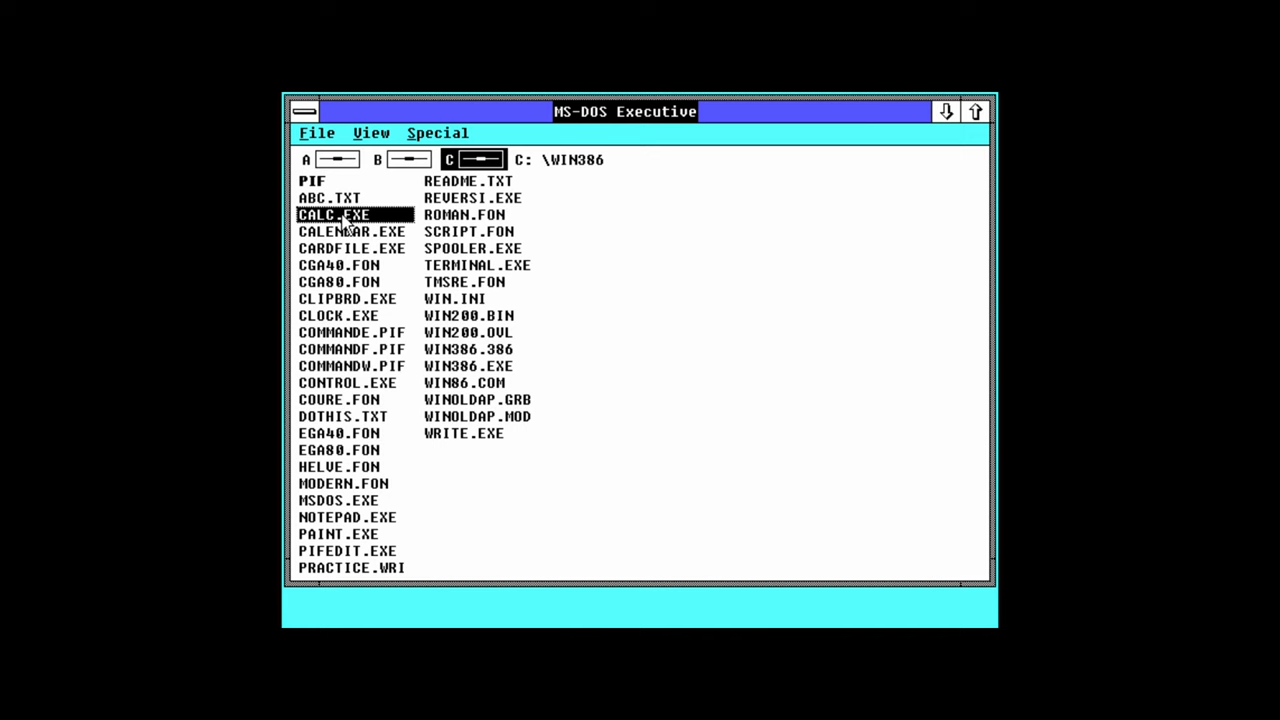 MS-DOS Executive
File View Special
A B C C: \WIN386
PIF README.TXT
ABC.TXT REVERSI.EXE
CALC.EXE ROMAN.FON
CALENDAR.EXE SCRIPT.FON
CARDFILE.EXE SPOOLER.EXE
CGA40.FON TERMINAL.EXE
CGA80.FON TMSRE.FON
CLIPBRD.EXE WIN.INI
CLOCK.EXE WIN200.BIN
COMMANDE.PIF WIN200.OVL
COMMANDF.PIF WIN386.386
COMMANDW.PIF WIN386.EXE
CONTROL.EXE WIN86.COM
COURE.FON WINOLDAP.GRB
DOTHIS.TXT WINOLDAP.MOD
EGA40.FON WRITE.EXE
EGA80.FON
HELVE.FON
MODERN.FON
MSDOS.EXE
NOTEPAD.EXE
PAINT.EXE
PIFEDIT.EXE
PRACTICE.WRI